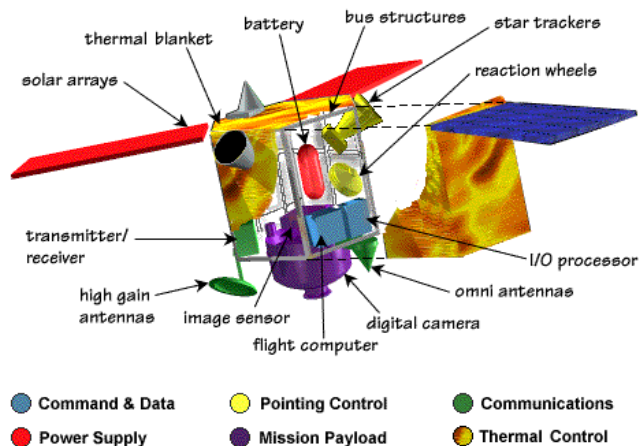 battery
bus structures
star trackers
thermal blanket
reaction wheels
solar arrays
transmitter/
receiver
I/O processor
high gain
antennas
omni antennas
image sensor
digital camera
flight computer
Command & Data
Pointing Control
Communications
Power Supply
Mission Payload
Thermal Control